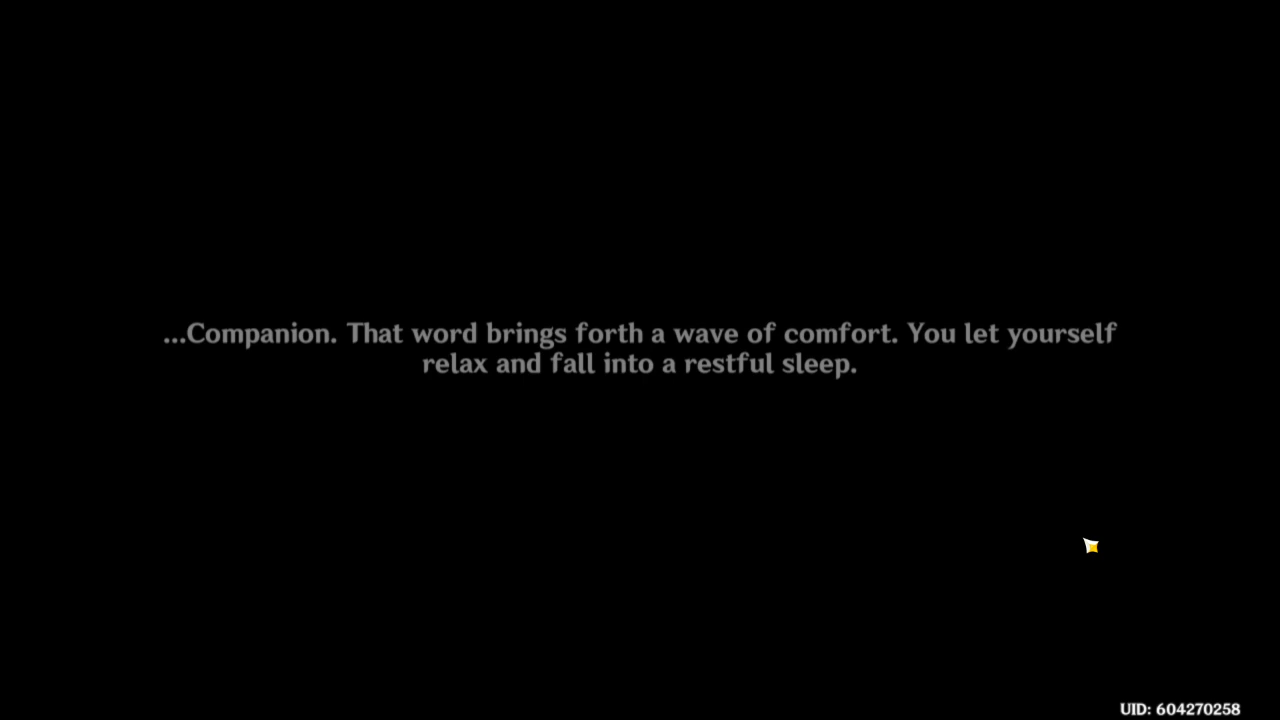 ...Companion. That word brings forth a wave of comfort. You let yourself
relax and fall into a restful sleep.
UID: 604270258